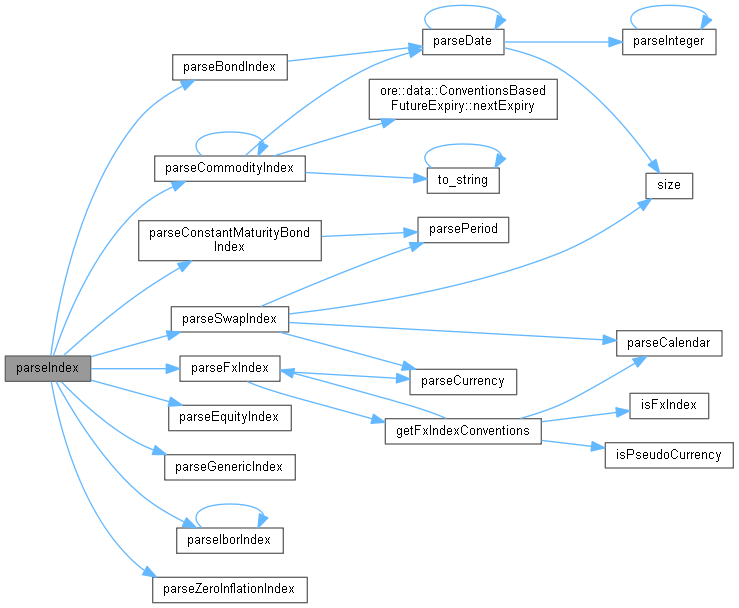 parseIndex
parseBondIndex
parseCommodityIndex
parseConstantMaturityBond
Index
parseSwapIndex
parseFxIndex
parseEquityIndex
parseGenericIndex
parseIborIndex
parseZeroInflationIndex
parseDate
ore::data::ConventionsBased
FutureExpiry::nextExpiry
to_string
parsePeriod
parseCurrency
getFxIndexConventions
parseInteger
size
parseCalendar
isFxIndex
isPseudoCurrency